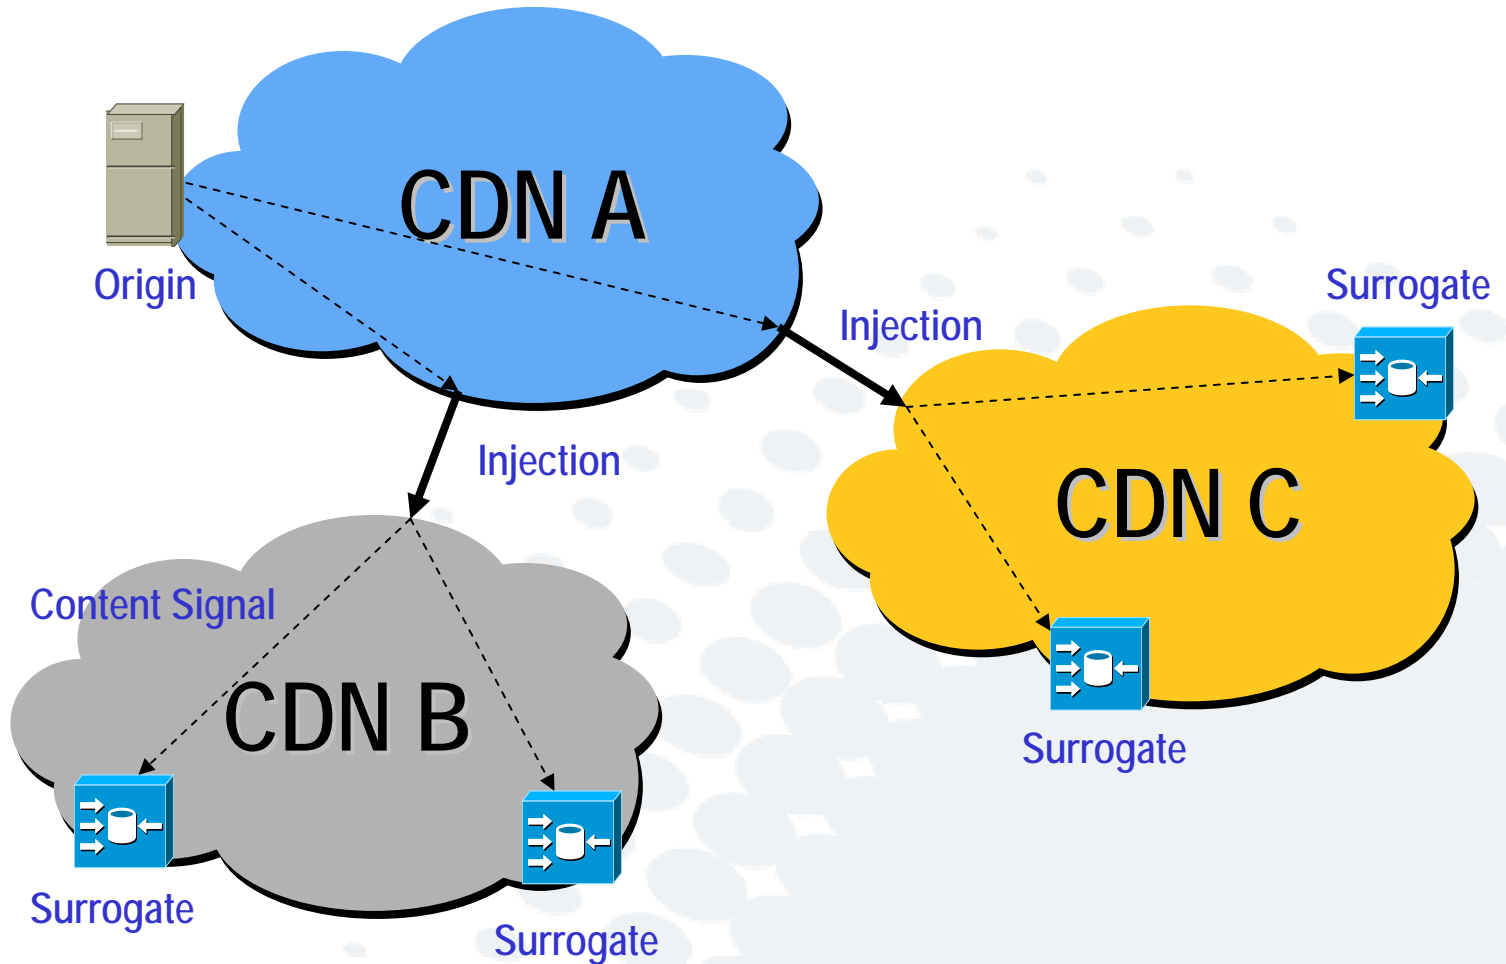 CDN A
Origin
Surrogate
Injection
Injection
CDN C
Content Signal
CDN B
Surrogate
Surrogate
Surrogate